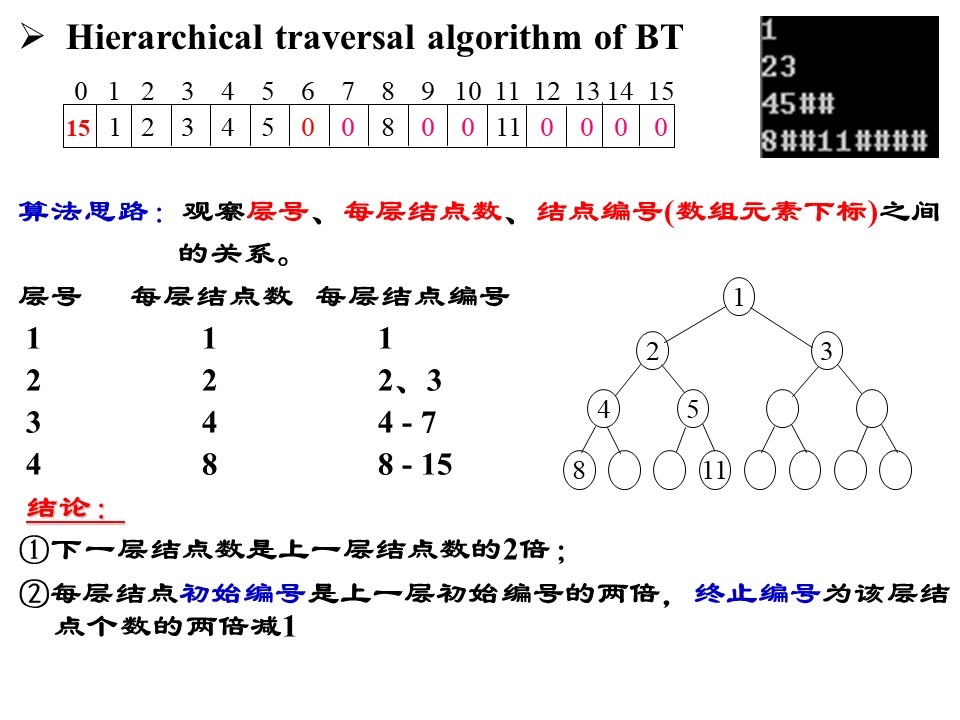 ➢ Hierarchical traversal algorithm of BT
1
23
45##
8##11####
0 1 2 3 4 5 6 7 8 9 10 11 12 13 14 15
15 1 2 3 4 5 0 0 8 0 0 11 0 0 0 0
算法思路：观察层号、每层结点数、结点编号(数组元素下标)之间
的关系。
层号 每层结点数 每层结点编号
1 1 1
2 2 2、3
3 4 4 - 7
4 8 8 - 15
1
2 3
4 5
8 11
结论：
①下一层结点数是上一层结点数的2倍；
②每层结点初始编号是上一层初始编号的两倍，终止编号为该层结
点个数的两倍减1